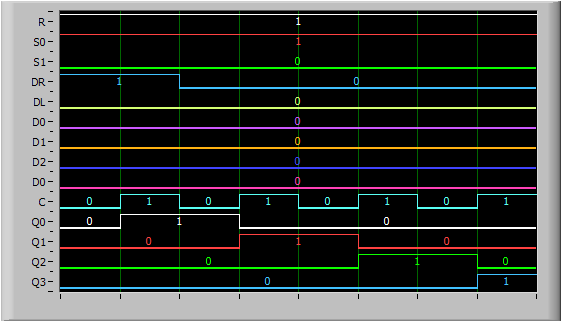 R 1
S0 1
S1 0
DR 1 0
DL 0
D0 0
D1 0
D2 0
D0 0
C 0 1 0 1 0 1 0 1
Q0 0 1 0
Q1 0 1 0
Q2 0 1 0
Q3 0 1